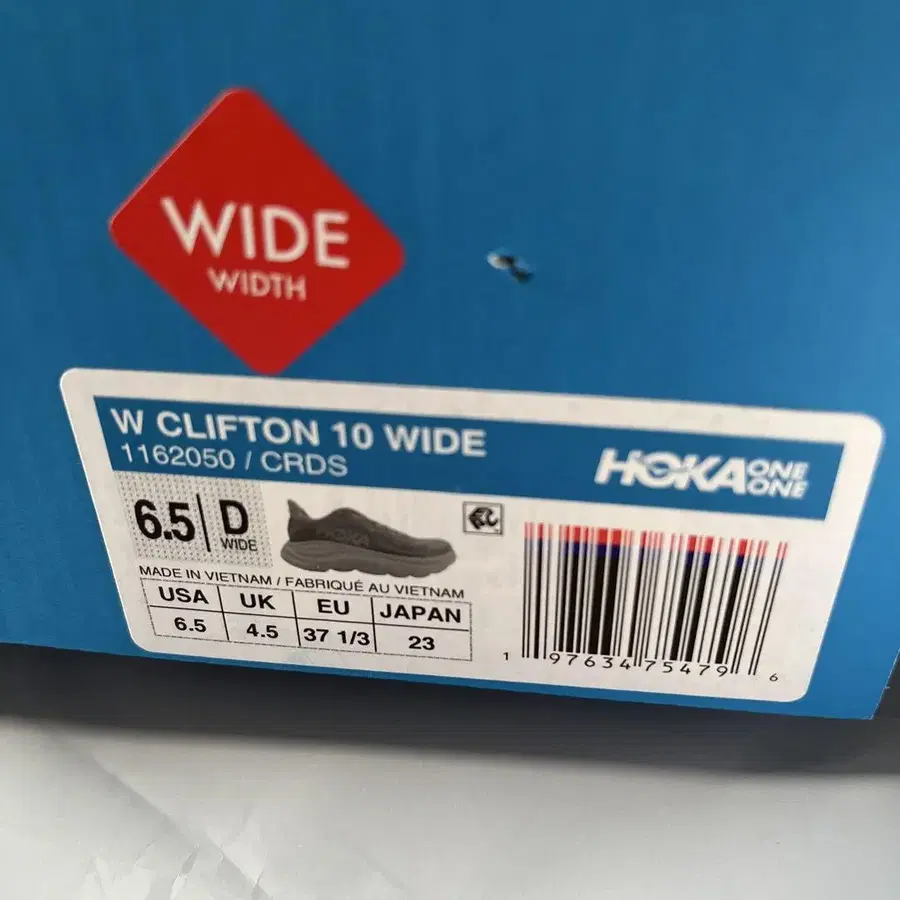 WIDE
WIDTH
W CLIFTON 10 WIDE
1162050 / CRDS
HOKA ONE ONE
6.5 D
WIDE
HOKA
MADE IN VIETNAM / FABRIQUÉ AU VIETNAM
USA UK EU JAPAN
6.5 4.5 37 1/3 23
1 97634 75479 6